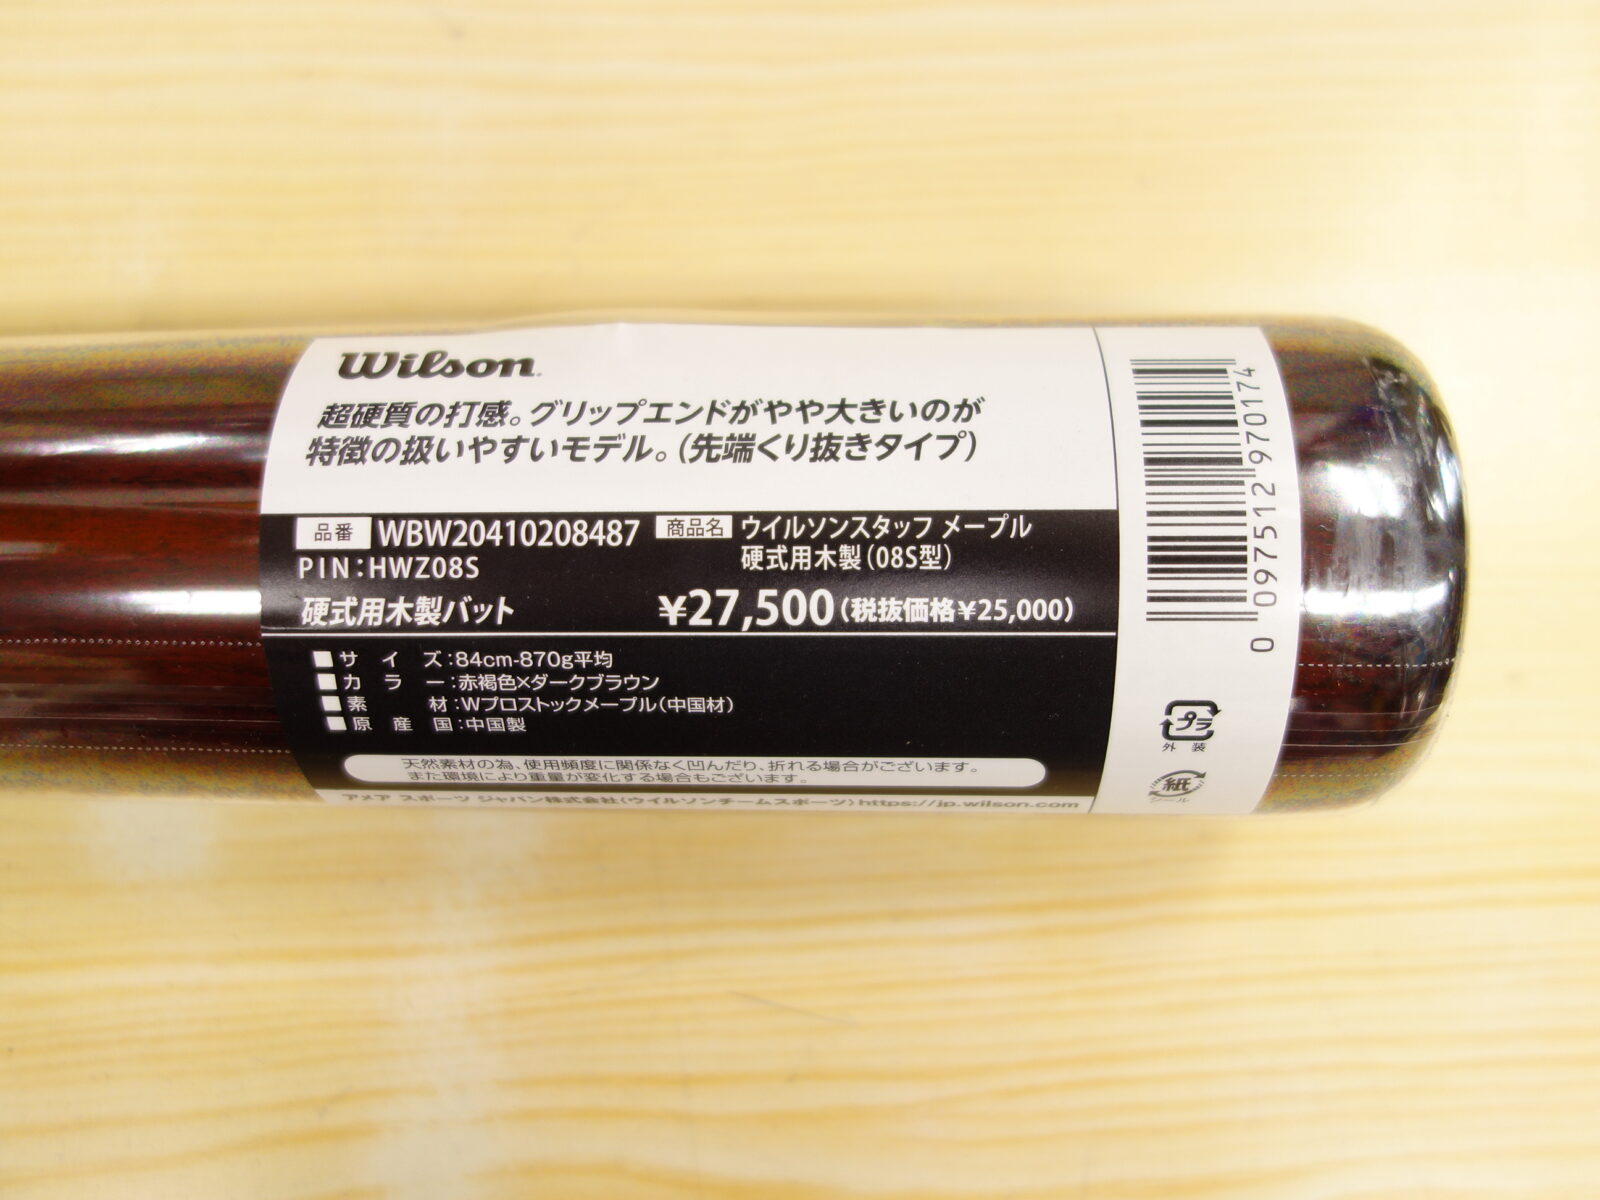 Wilson
超硬質の打感。グリップエンドがやや大きいのが
特徴の扱いやすいモデル。(先端くり抜きタイプ)
品番 WBW20410208487 商品名 ウイルソンスタッフ メープル
硬式用木製(08S型)
PIN:HWZ08S
硬式用木製バット ¥27,500(税抜価格¥25,000)
■サイズ:84cm-870g平均
■カラー:赤褐色×ダークブラウン
■素材:Wプロストックメープル(中国材)
■原産国:中国製
天然素材の為、使用頻度に関係なく凹んだり、折れる場合がございます。
また環境により重量が変化する場合もございます。
アメア スポーツ ジャパン株式会社(ウイルソンチームスポーツ)https://jp.wilson.com
0 097512 970174
プラ
外装
紙
シール